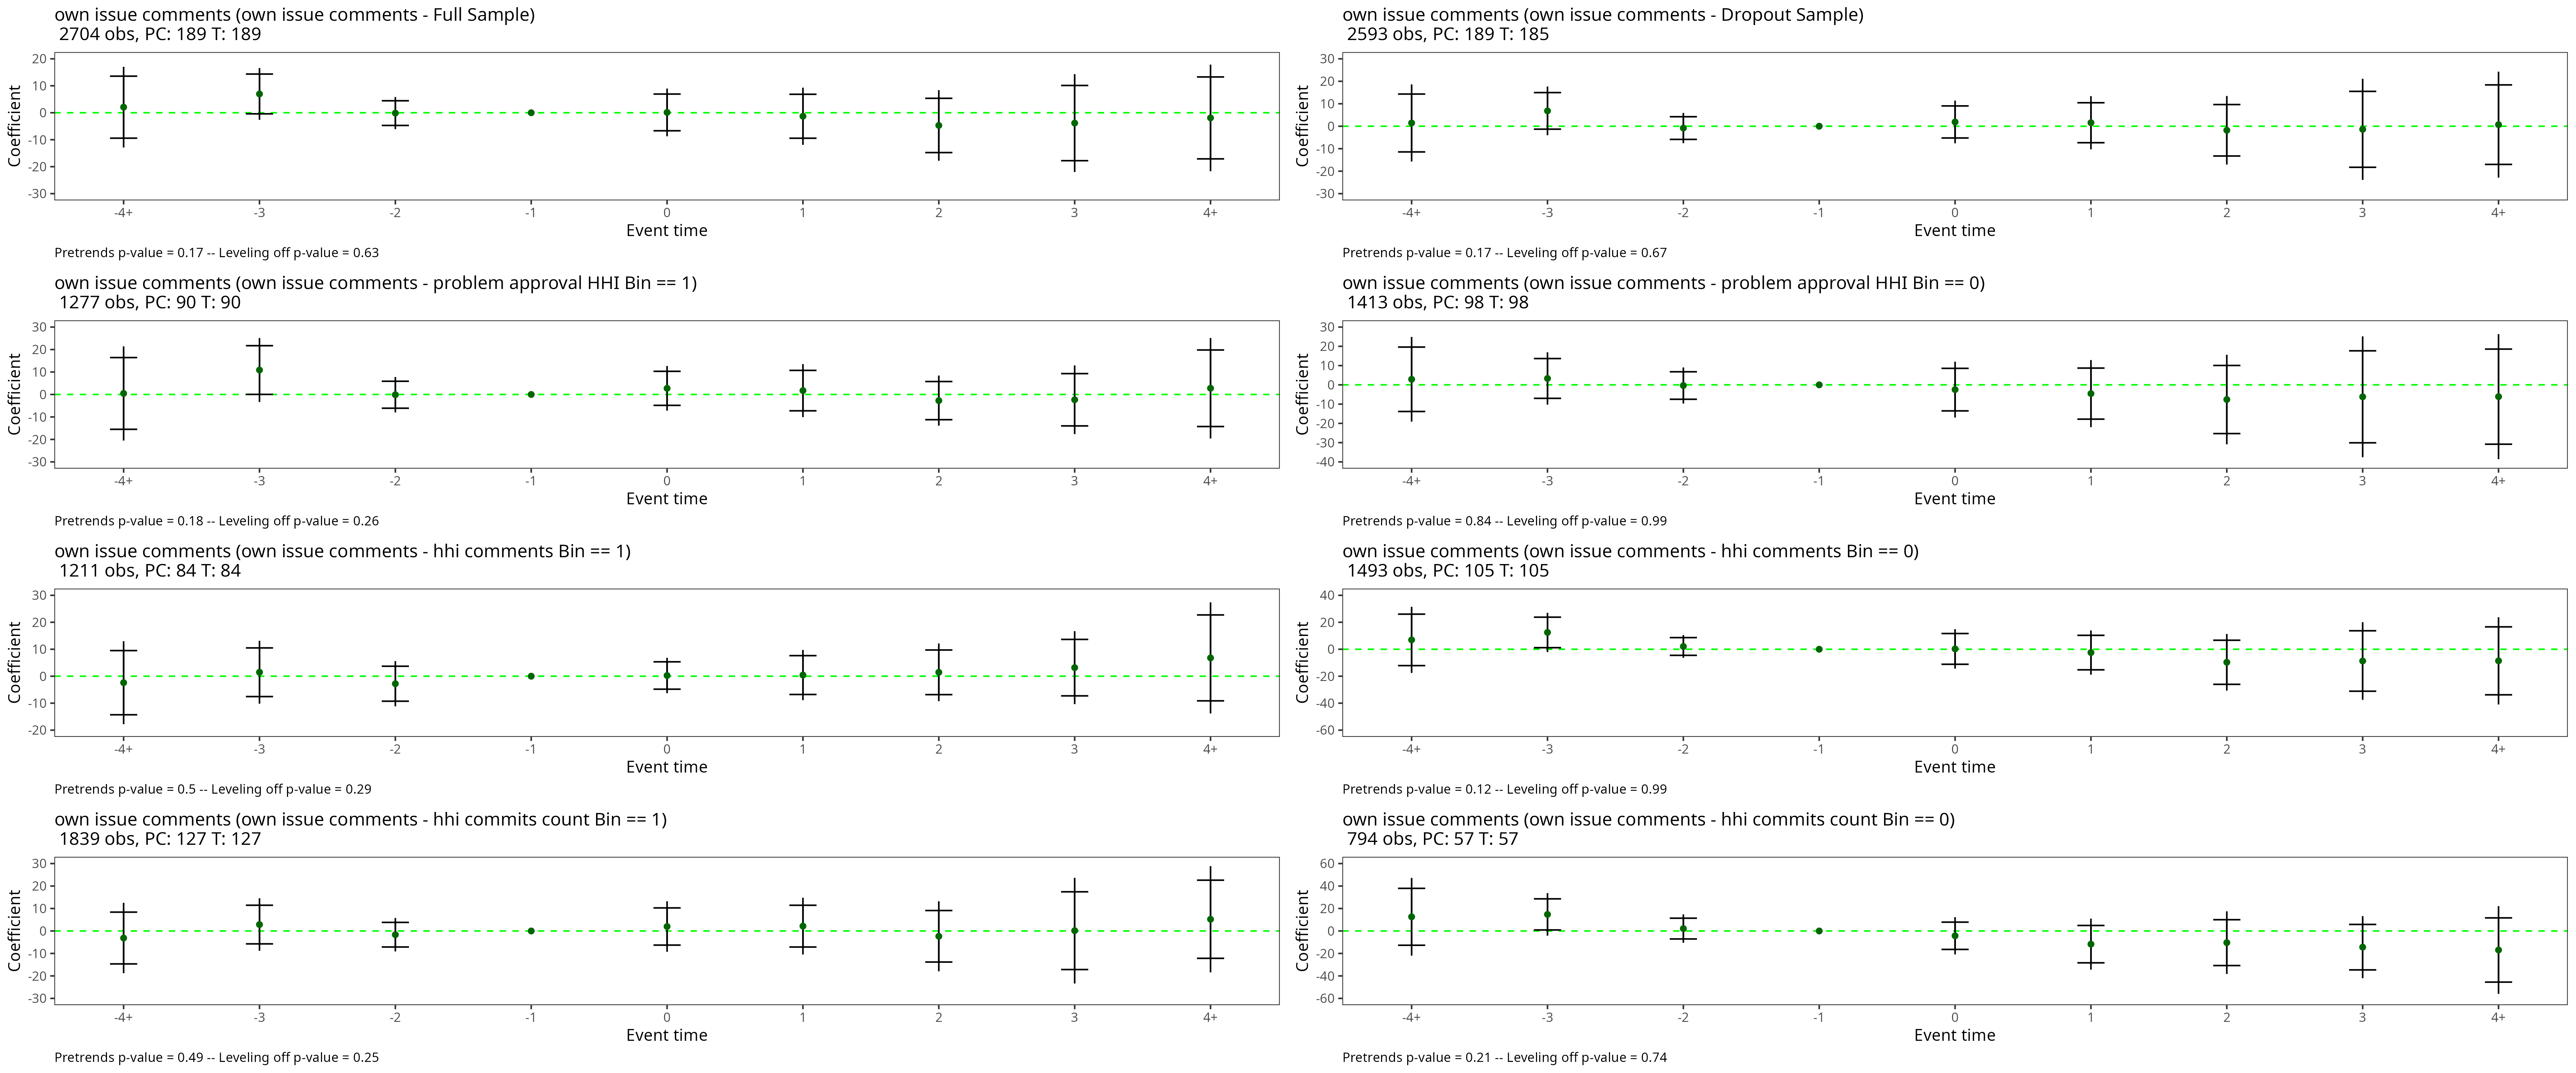 own issue comments (own issue comments - Full Sample)
2704 obs, PC: 189 T: 189
20
10
0
-10
-20
-30
Coefficient
-4+ -3 -2 -1 0 1 2 3 4+
Event time
Pretrends p-value = 0.17 -- Leveling off p-value = 0.63
own issue comments (own issue comments - Dropout Sample)
2593 obs, PC: 189 T: 185
30
20
10
0
-10
-20
-30
Coefficient
-4+ -3 -2 -1 0 1 2 3 4+
Event time
Pretrends p-value = 0.17 -- Leveling off p-value = 0.67
own issue comments (own issue comments - problem approval HHI Bin == 1)
1277 obs, PC: 90 T: 90
30
20
10
0
-10
-20
-30
Coefficient
-4+ -3 -2 -1 0 1 2 3 4+
Event time
Pretrends p-value = 0.18 -- Leveling off p-value = 0.26
own issue comments (own issue comments - problem approval HHI Bin == 0)
1413 obs, PC: 98 T: 98
30
20
10
0
-10
-20
-30
-40
Coefficient
-4+ -3 -2 -1 0 1 2 3 4+
Event time
Pretrends p-value = 0.84 -- Leveling off p-value = 0.99
own issue comments (own issue comments - hhi comments Bin == 1)
1211 obs, PC: 84 T: 84
30
20
10
0
-10
-20
Coefficient
-4+ -3 -2 -1 0 1 2 3 4+
Event time
Pretrends p-value = 0.5 -- Leveling off p-value = 0.29
own issue comments (own issue comments - hhi comments Bin == 0)
1493 obs, PC: 105 T: 105
40
20
0
-20
-40
-60
Coefficient
-4+ -3 -2 -1 0 1 2 3 4+
Event time
Pretrends p-value = 0.12 -- Leveling off p-value = 0.99
own issue comments (own issue comments - hhi commits count Bin == 1)
1839 obs, PC: 127 T: 127
30
20
10
0
-10
-20
-30
Coefficient
-4+ -3 -2 -1 0 1 2 3 4+
Event time
Pretrends p-value = 0.49 -- Leveling off p-value = 0.25
own issue comments (own issue comments - hhi commits count Bin == 0)
794 obs, PC: 57 T: 57
60
40
20
0
-20
-40
-60
Coefficient
-4+ -3 -2 -1 0 1 2 3 4+
Event time
Pretrends p-value = 0.21 -- Leveling off p-value = 0.74